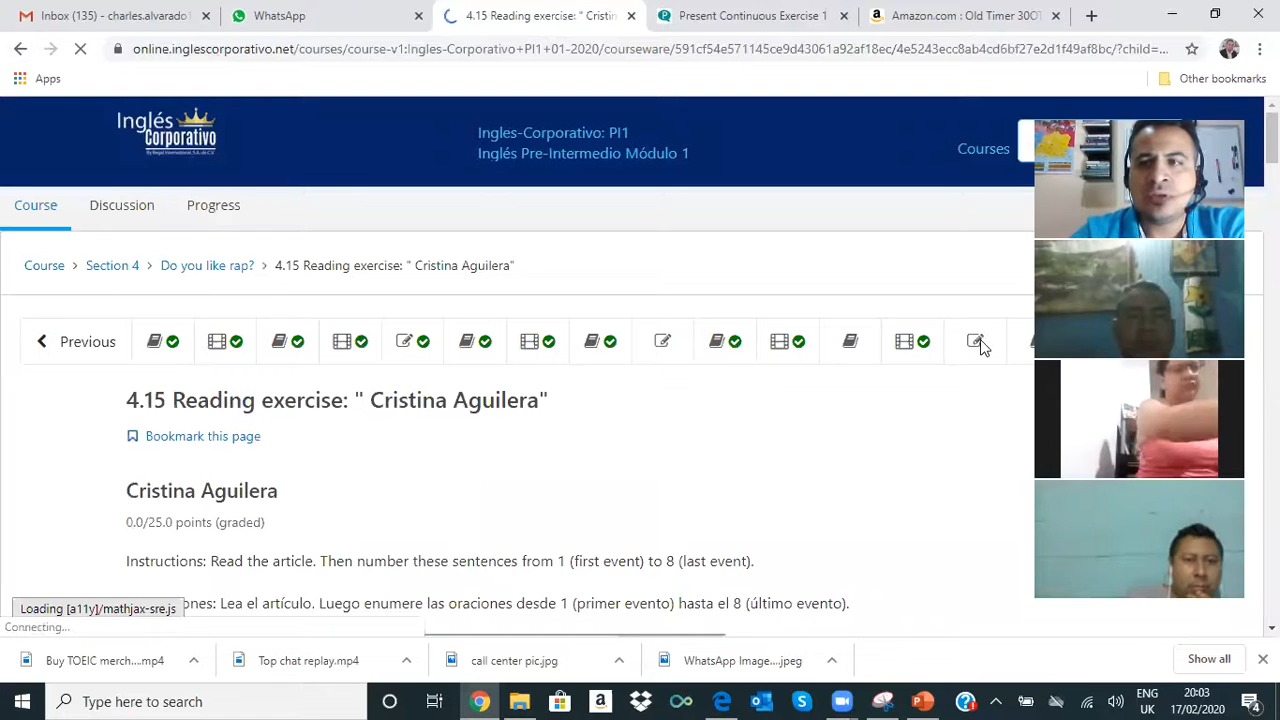 Inbox (135) - charles.alvarado
WhatsApp
4.15 Reading exercise: " Cristin
Present Continuous Exercise 1
Amazon.com : Old Timer 30OT
online.inglescorporativo.net/courses/course-v1:Ingles-Corporativo+PI1+01-2020/courseware/591cf54e571145ce9d43061a92af18ec/4e5243ecc8ab4cd6bf27e2d1f49af8bc/?child=...
Apps
Other bookmarks
Inglés
Corporativo
By Regal International, S.A. de C.V.
Ingles-Corporativo: PI1
Inglés Pre-Intermedio Módulo 1
Courses
Course
Discussion
Progress
Course > Section 4 > Do you like rap? > 4.15 Reading exercise: " Cristina Aguilera"
Previous
4.15 Reading exercise: " Cristina Aguilera"
Bookmark this page
Cristina Aguilera
0.0/25.0 points (graded)
Instructions: Read the article. Then number these sentences from 1 (first event) to 8 (last event).
ones: Lea el artículo. Luego enumere las oraciones desde 1 (primer evento) hasta el 8 (último evento).
Loading [a11y]/mathjax-sre.js
Connecting...
Buy TOEIC merch....mp4
Top chat replay.mp4
call center pic.jpg
WhatsApp Image....jpeg
Show all
Type here to search
ENG
UK
20:03
17/02/2020
4